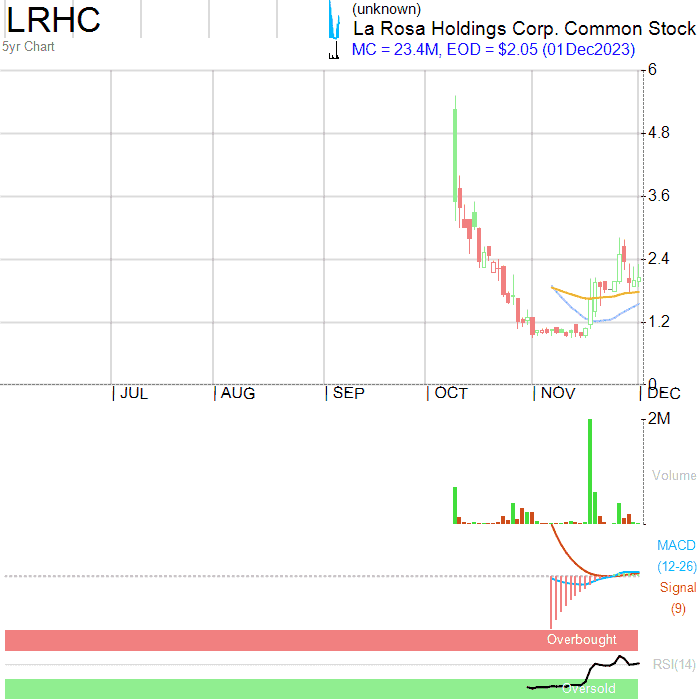 LRHC
5yr Chart
(unknown)
La Rosa Holdings Corp. Common Stock
MC = 23.4M, EOD = $2.05 (01Dec2023)
6
4.8
3.6
2.4
1.2
0
JUL AUG SEP OCT NOV DEC
2M
Volume
MACD
(12-26)
Signal
(9)
Overbought
RSI(14)
Oversold